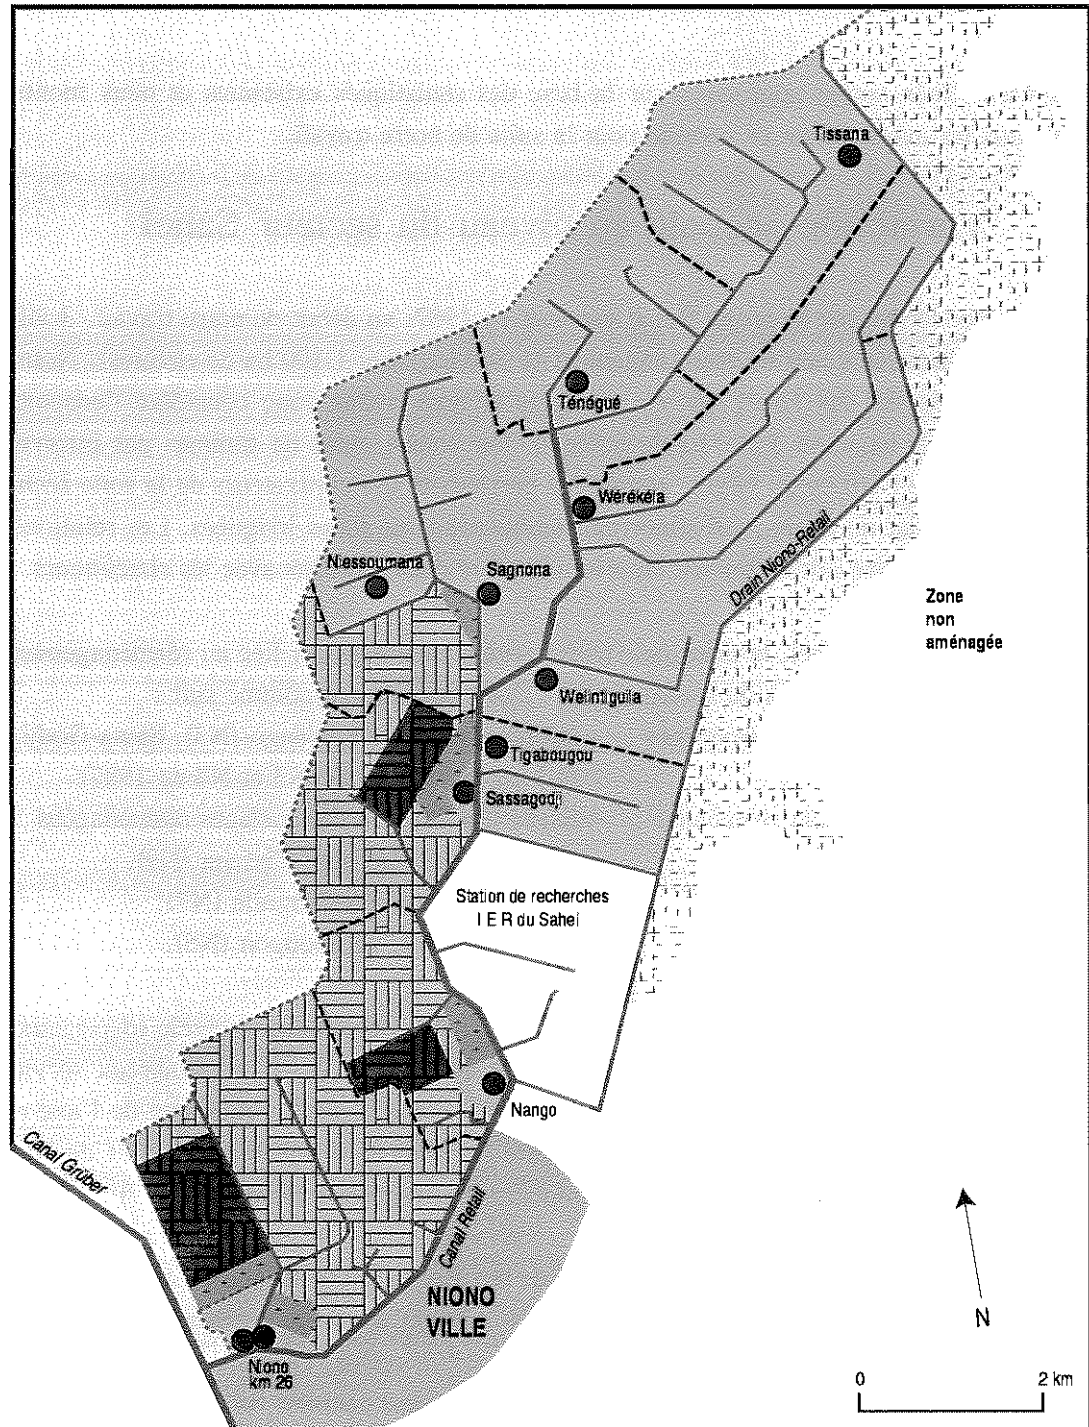 Tissana
Ténégué
Wérékéla
Niessoumana
Sagnona
Drain Niono-Retail
Zone
non
aménagée
Welintiguila
Tigabougou
Sassagodji
Station de recherches
I E R du Sahel
Nango
Canal Grüber
Canal Retail
NIONO
VILLE
Niono
km 26
N
0 2 km